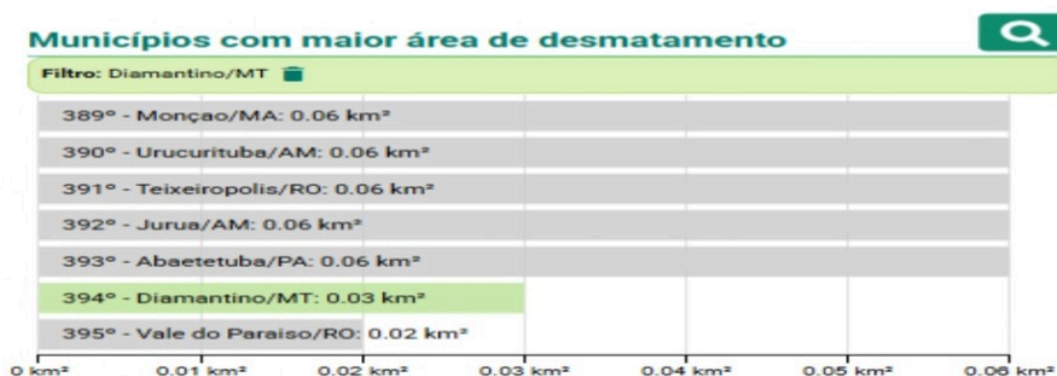 Municípios com maior área de desmatamento
Filtro: Diamantino/MT
389º - Monçao/MA: 0.06 km²
390º - Urucurituba/AM: 0.06 km²
391º - Teixeiropolis/RO: 0.06 km²
392º - Jurua/AM: 0.06 km²
393º - Abaetetuba/PA: 0.06 km²
394º - Diamantino/MT: 0.03 km²
395º - Vale do Paraiso/RO: 0.02 km²
0 km² 0.01 km² 0.02 km² 0.03 km² 0.04 km² 0.05 km² 0.06 km²